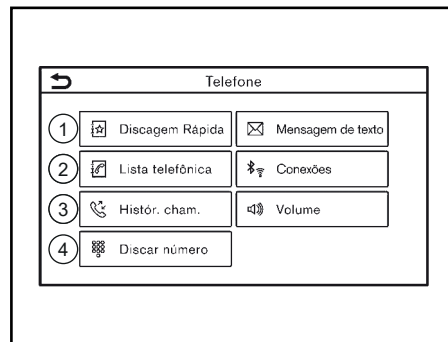 Telefone
1 Discagem Rápida
Mensagem de texto
2 Lista telefônica
Conexões
3 Histór. cham.
Volume
4 Discar número